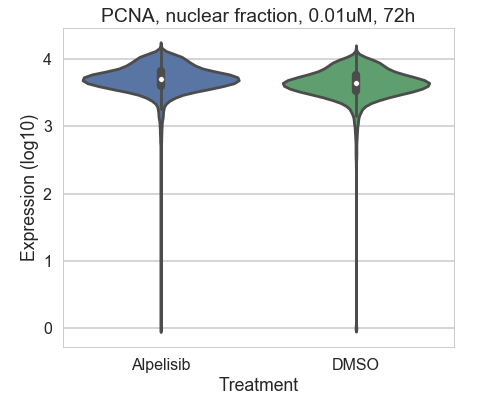 PCNA, nuclear fraction, 0.01uM, 72h
Expression (log10)
4
3
2
1
0
Alpelisib
DMSO
Treatment